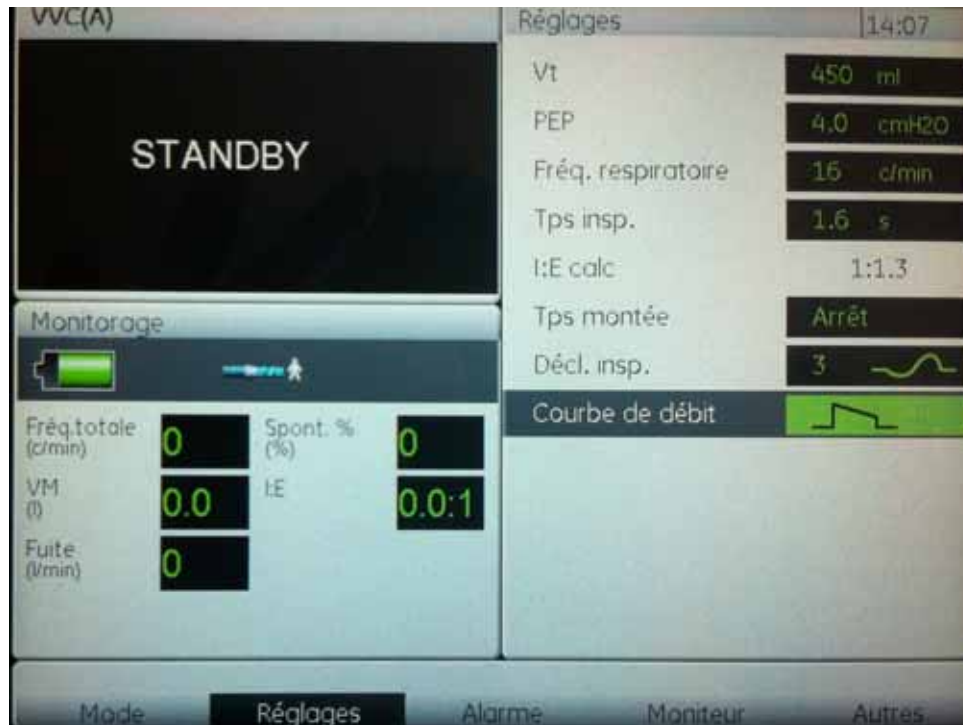 VVC(A)
STANDBY
Monitorage
Fréq.totale
(c/min)
0
Spont. %
(%)
0
VM
(l)
0.0
I:E
0.0:1
Fuite
(l/min)
0
Réglages 14:07
Vt 450 ml
PEP 4.0 cmH2O
Fréq. respiratoire 16 c/min
Tps insp. 1.6 s
I:E calc 1:1.3
Tps montée Arrêt
Décl. insp. 3
Courbe de débit
Mode Réglages Alarme Moniteur Autres